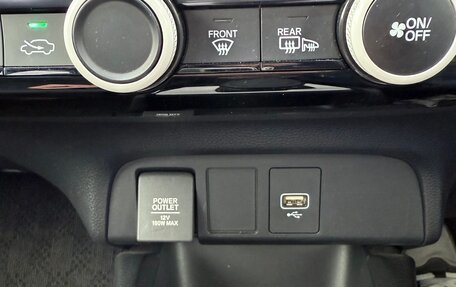 FRONT
REAR
ON/
OFF
POWER
OUTLET
12V
180W MAX